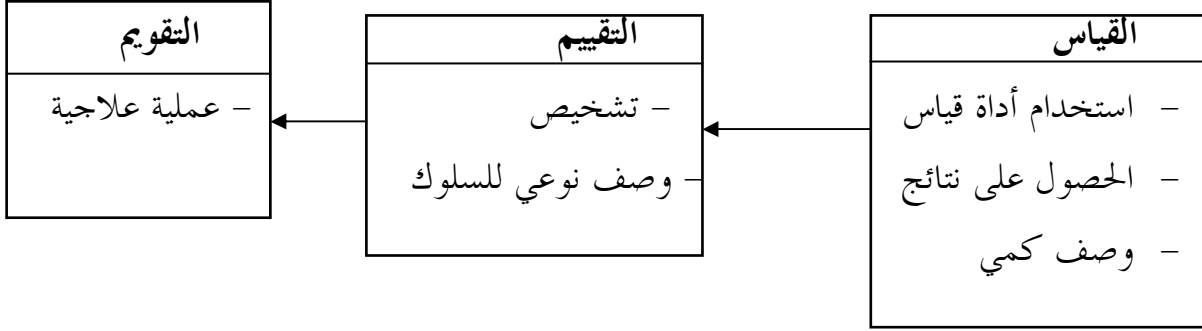 القياس
– استخدام أداة قياس
– الحصول على نتائج
– وصف كمي
التقييم
– تشخيص
– وصف نوعي للسلوك
التقويم
– عملية علاجية